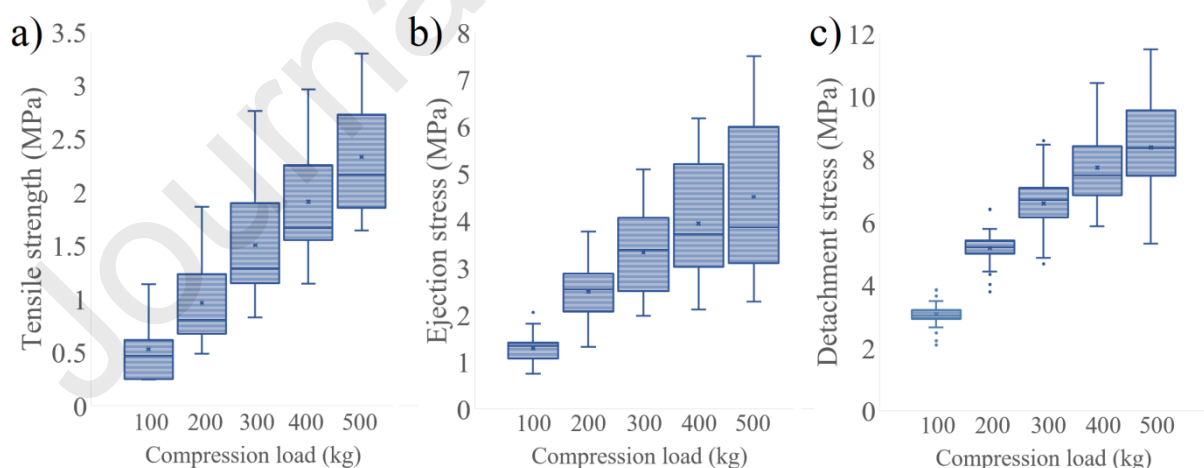 a)
Tensile strength (MPa)
3.5
3
2.5
2
1.5
1
0.5
0
100 200 300 400 500
Compression load (kg)
b)
Ejection stress (MPa)
8
7
6
5
4
3
2
1
0
100 200 300 400 500
Compression load (kg)
c)
Detachment stress (MPa)
12
10
8
6
4
2
0
100 200 300 400 500
Compression load (kg)
Journa